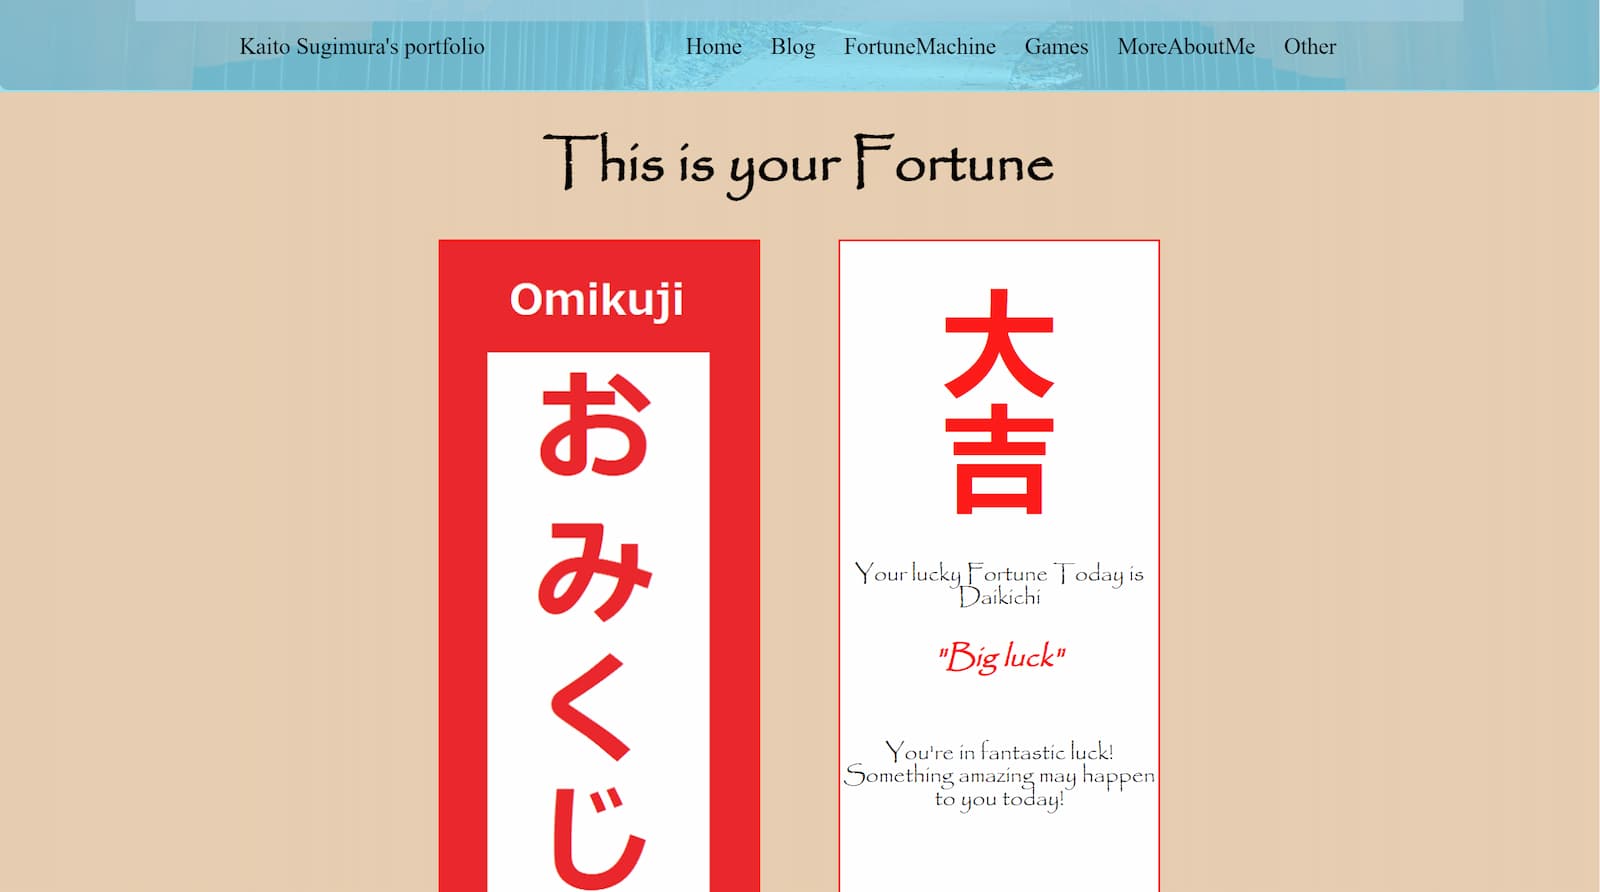 Kaito Sugimura's portfolio Home Blog FortuneMachine Games MoreAboutMe Other
This is your Fortune
Omikuji
お
み
く
じ
大
吉
Your lucky Fortune Today is
Daikichi
"Big luck"
You're in fantastic luck!
Something amazing may happen
to you today!